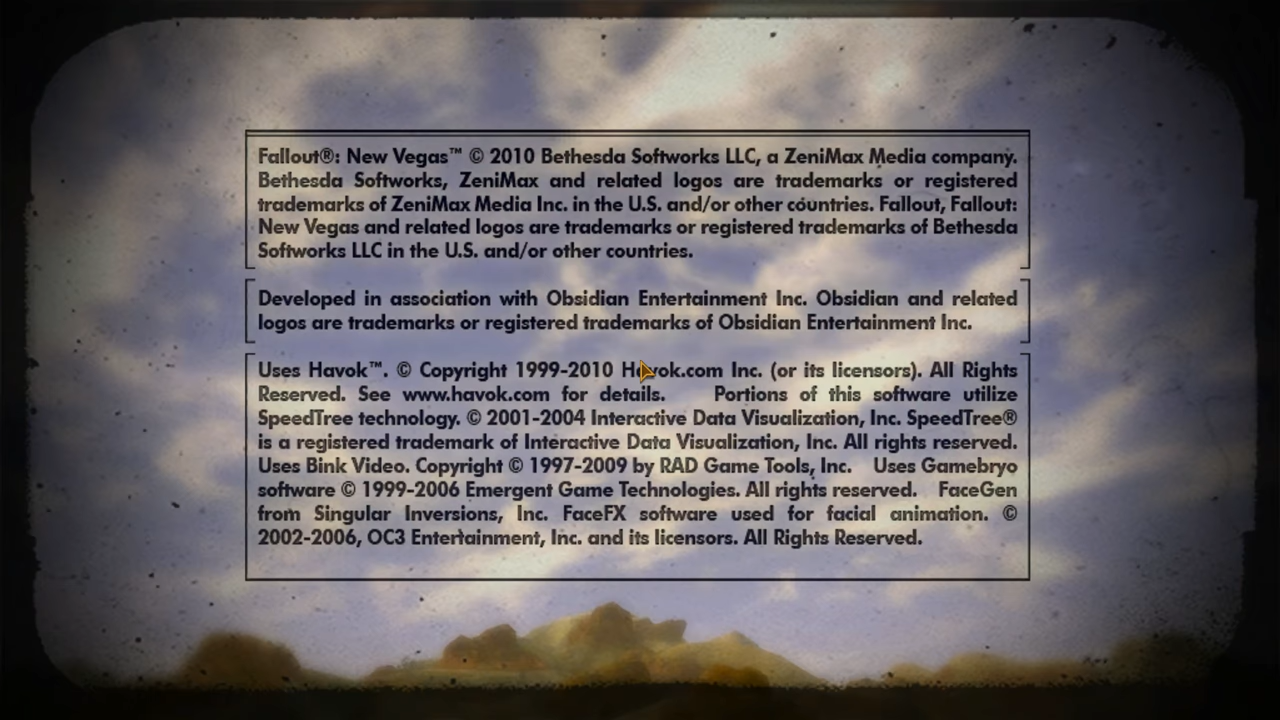 Fallout®: New Vegas™ © 2010 Bethesda Softworks LLC, a ZeniMax Media company.
Bethesda Softworks, ZeniMax and related logos are trademarks or registered
trademarks of ZeniMax Media Inc. in the U.S. and/or other countries. Fallout, Fallout:
New Vegas and related logos are trademarks or registered trademarks of Bethesda
Softworks LLC in the U.S. and/or other countries.
Developed in association with Obsidian Entertainment Inc. Obsidian and related
logos are trademarks or registered trademarks of Obsidian Entertainment Inc.
Uses Havok™. © Copyright 1999-2010 Havok.com Inc. (or its licensors). All Rights
Reserved. See www.havok.com for details. Portions of this software utilize
SpeedTree technology. © 2001-2004 Interactive Data Visualization, Inc. SpeedTree®
is a registered trademark of Interactive Data Visualization, Inc. All rights reserved.
Uses Bink Video. Copyright © 1997-2009 by RAD Game Tools, Inc. Uses Gamebryo
software © 1999-2006 Emergent Game Technologies. All rights reserved. FaceGen
from Singular Inversions, Inc. FaceFX software used for facial animation. ©
2002-2006, OC3 Entertainment, Inc. and its licensors. All Rights Reserved.